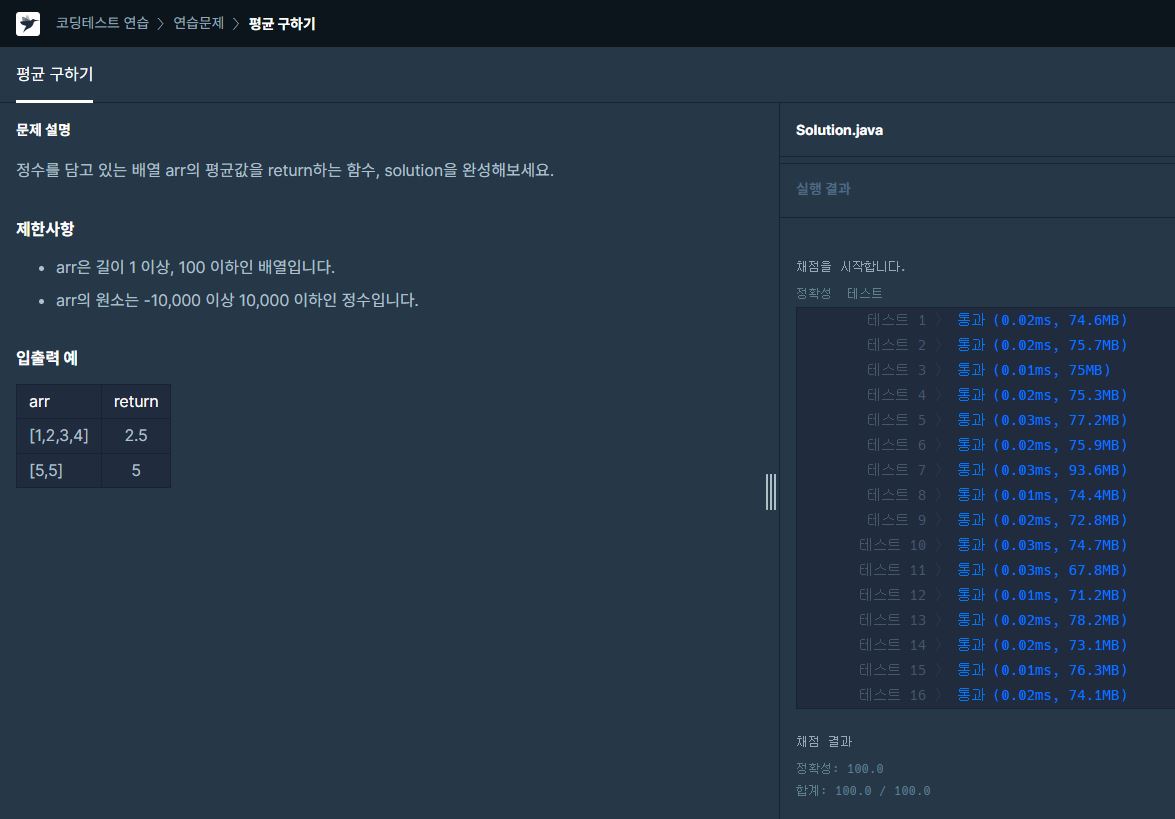 코딩테스트 연습 > 연습문제 > 평균 구하기
평균 구하기
문제 설명
정수를 담고 있는 배열 arr의 평균값을 return하는 함수, solution을 완성해보세요.
제한사항
• arr은 길이 1 이상, 100 이하인 배열입니다.
• arr의 원소는 -10,000 이상 10,000 이하인 정수입니다.
입출력 예
arr return
[1,2,3,4] 2.5
[5,5] 5
Solution.java
실행 결과
채점을 시작합니다.
정확성 테스트
테스트 1 > 통과 (0.02ms, 74.6MB)
테스트 2 > 통과 (0.02ms, 75.7MB)
테스트 3 > 통과 (0.01ms, 75MB)
테스트 4 > 통과 (0.02ms, 75.3MB)
테스트 5 > 통과 (0.03ms, 77.2MB)
테스트 6 > 통과 (0.02ms, 75.9MB)
테스트 7 > 통과 (0.03ms, 93.6MB)
테스트 8 > 통과 (0.01ms, 74.4MB)
테스트 9 > 통과 (0.02ms, 72.8MB)
테스트 10 > 통과 (0.03ms, 74.7MB)
테스트 11 > 통과 (0.03ms, 67.8MB)
테스트 12 > 통과 (0.01ms, 71.2MB)
테스트 13 > 통과 (0.02ms, 78.2MB)
테스트 14 > 통과 (0.02ms, 73.1MB)
테스트 15 > 통과 (0.01ms, 76.3MB)
테스트 16 > 통과 (0.02ms, 74.1MB)
채점 결과
정확성: 100.0
합계: 100.0 / 100.0